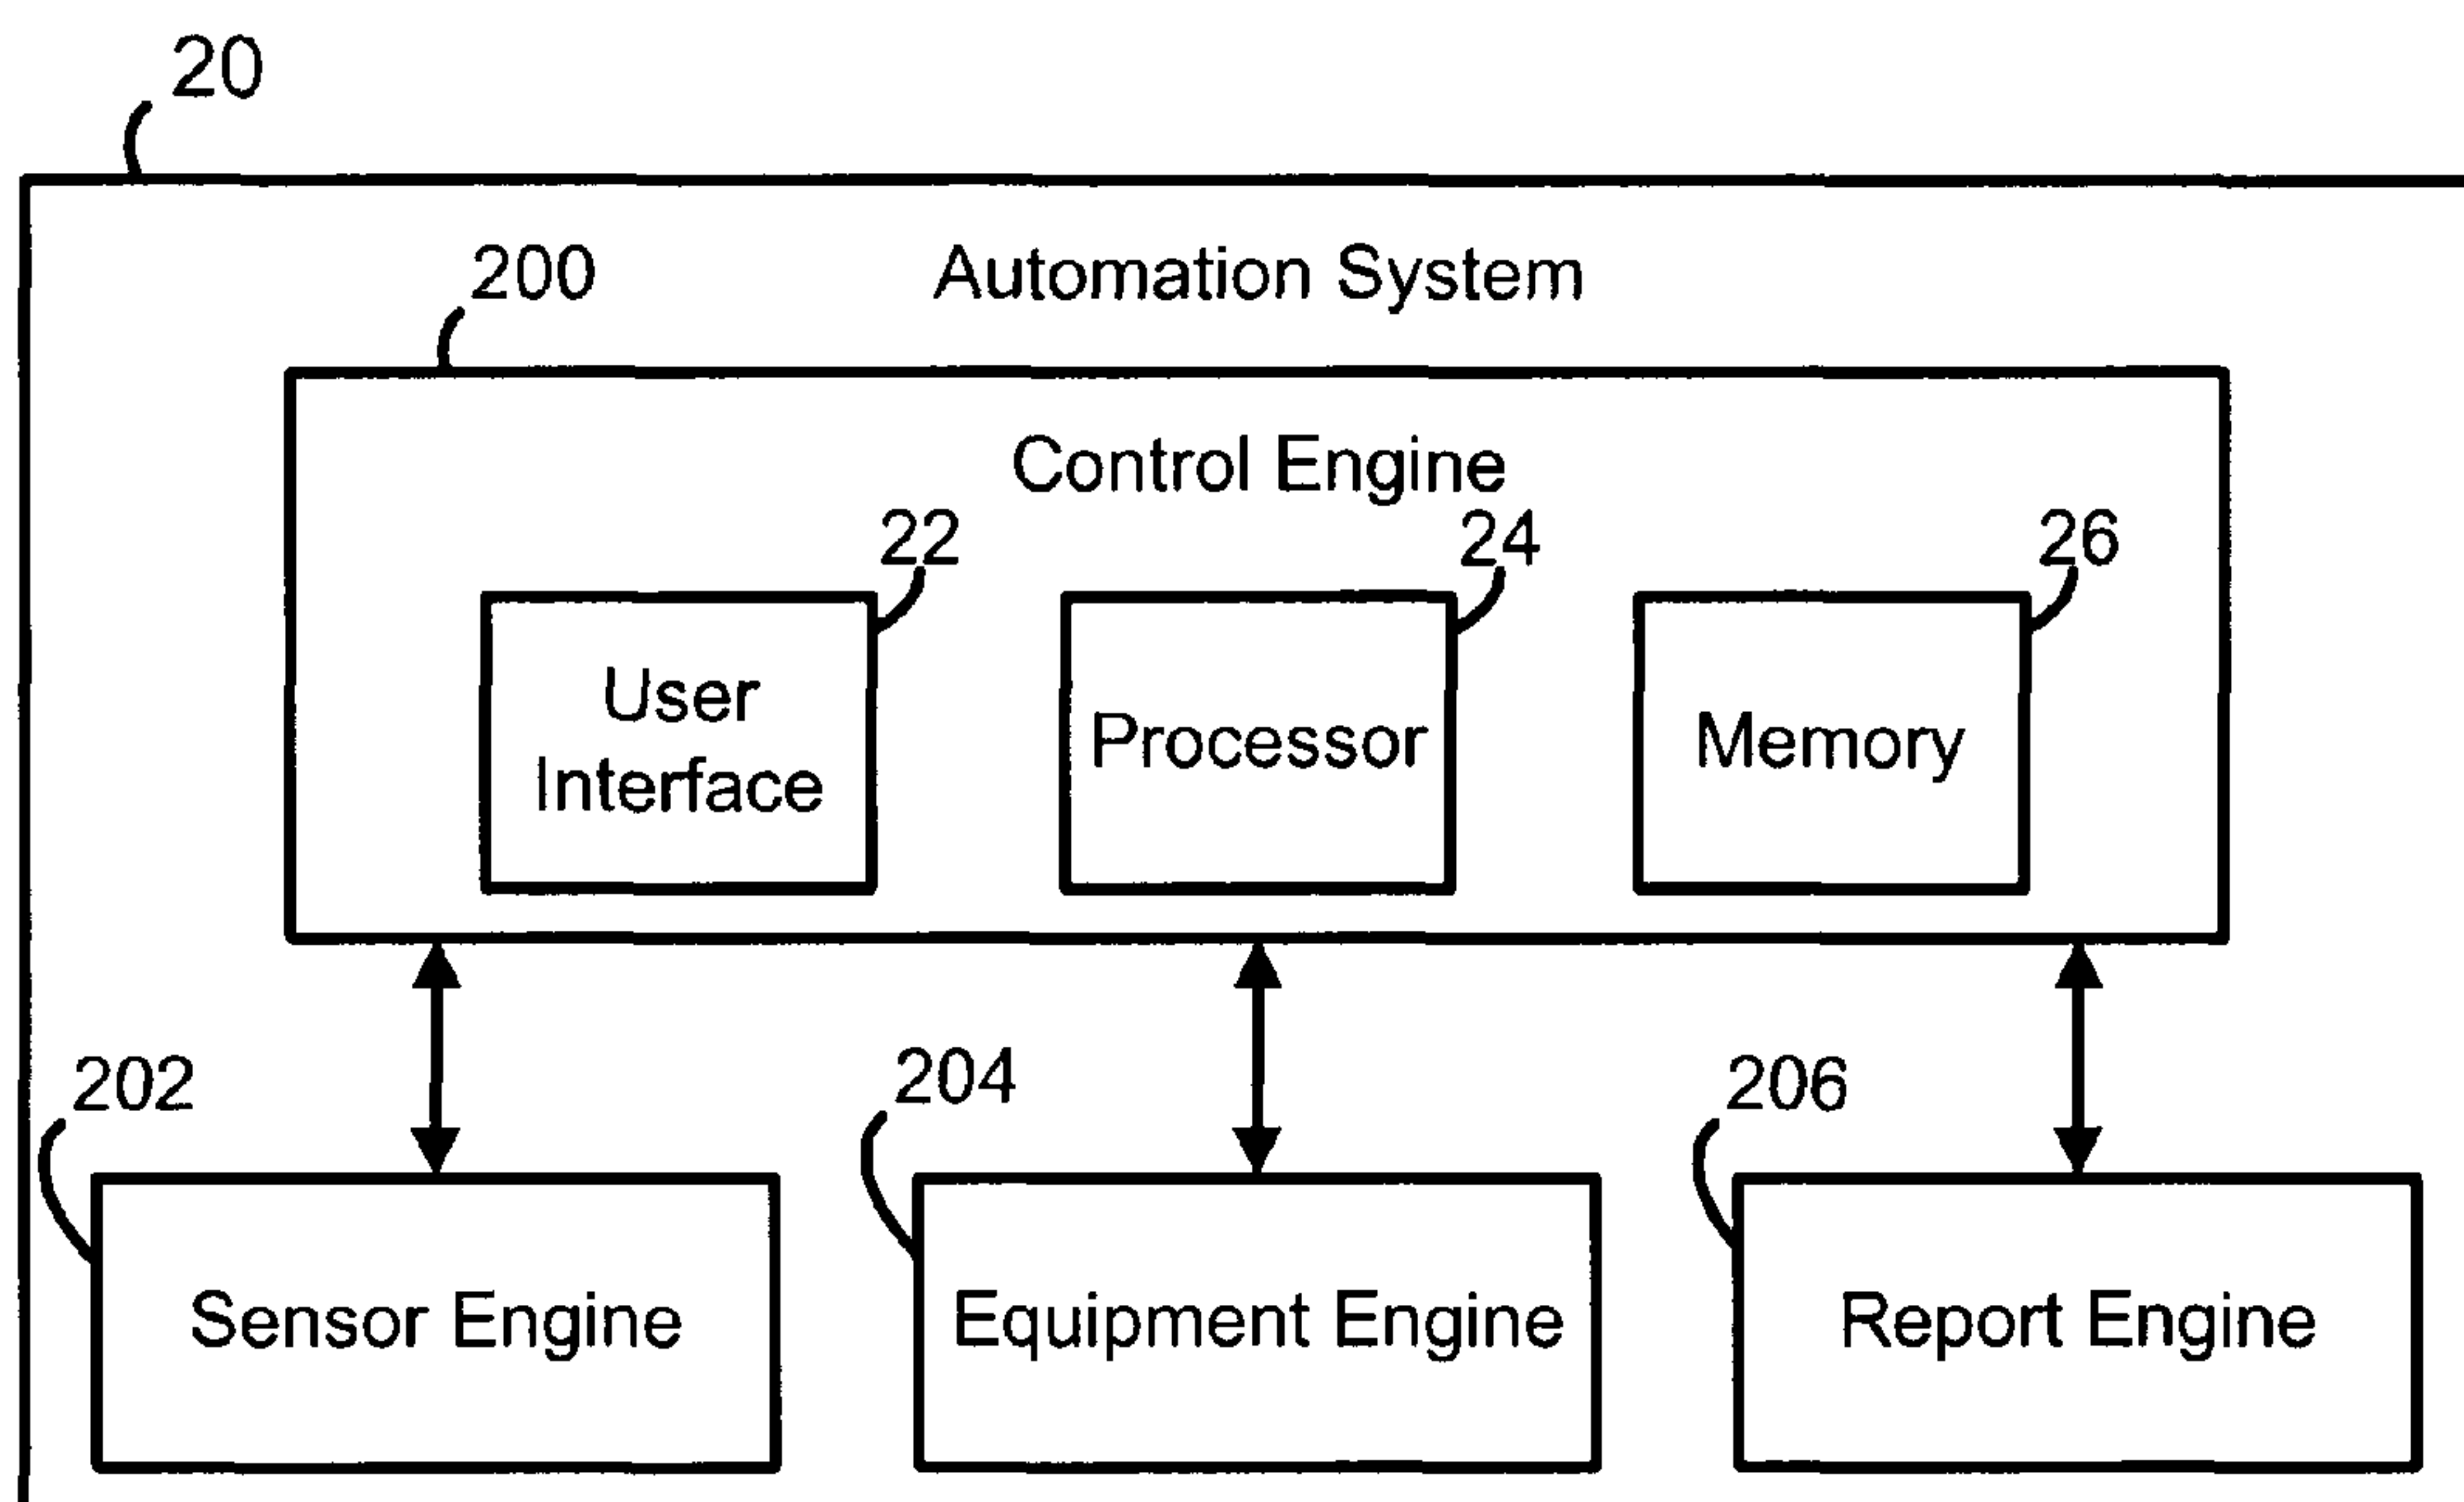 20
200
Automation System
Control Engine
22
24
26
User
Interface
Processor
Memory
202
204
206
Sensor Engine
Equipment Engine
Report Engine